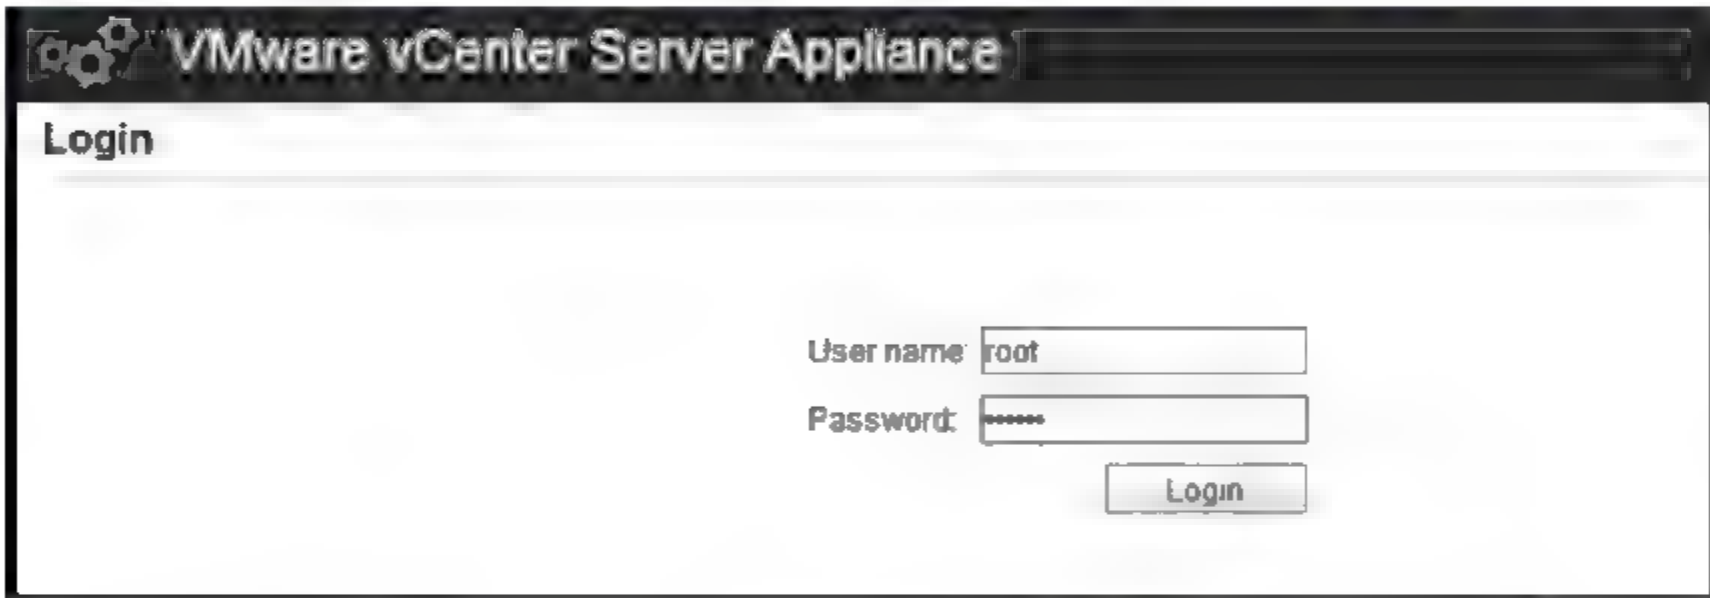 VMware vCenter Server Appliance
Login
User name: root
Password: ••••••
Login